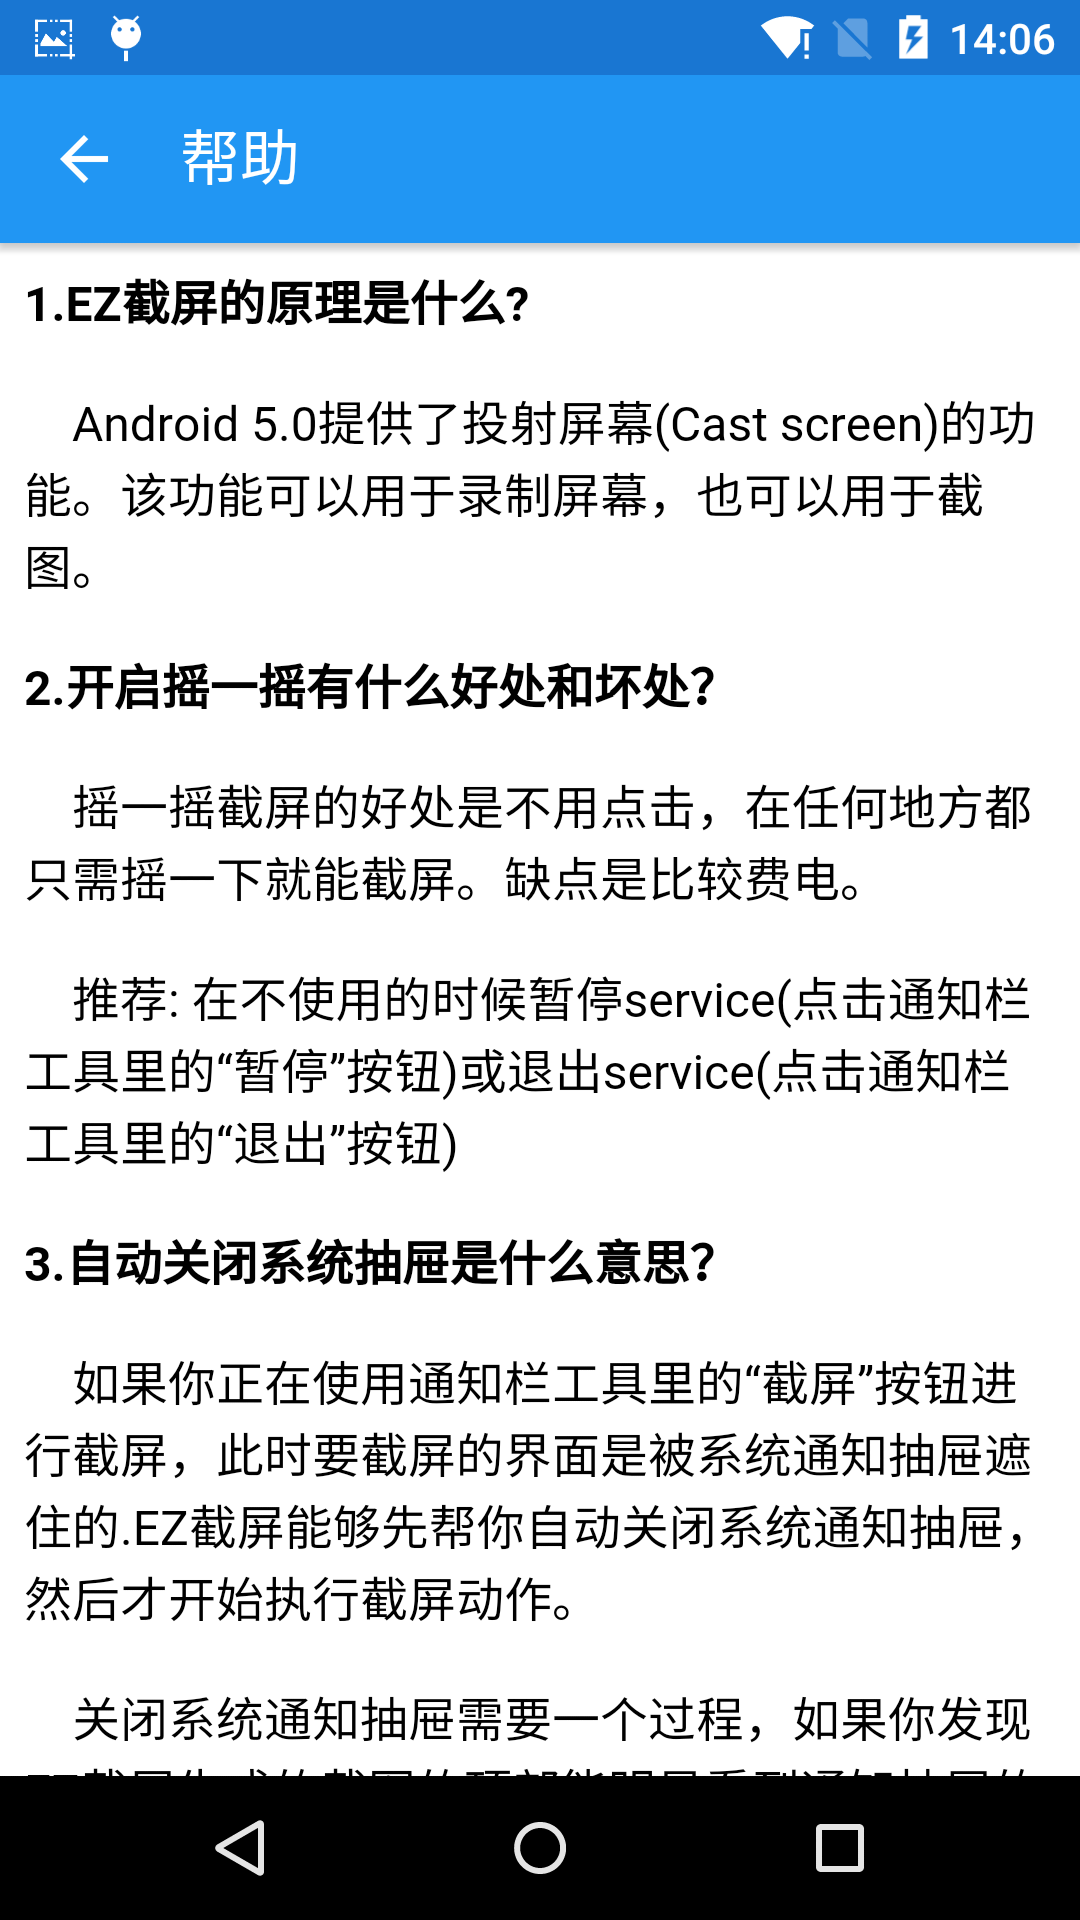 14:06
帮助
1.EZ截屏的原理是什么?
Android 5.0提供了投射屏幕(Cast screen)的功
能。该功能可以用于录制屏幕，也可以用于截
图。
2.开启摇一摇有什么好处和坏处?
摇一摇截屏的好处是不用点击，在任何地方都
只需摇一下就能截屏。缺点是比较费电。
推荐: 在不使用的时候暂停service(点击通知栏
工具里的“暂停”按钮)或退出service(点击通知栏
工具里的“退出”按钮)
3.自动关闭系统抽屉是什么意思?
如果你正在使用通知栏工具里的“截屏”按钮进
行截屏，此时要截屏的界面是被系统通知抽屉遮
住的.EZ截屏能够先帮你自动关闭系统通知抽屉，
然后才开始执行截屏动作。
关闭系统通知抽屉需要一个过程，如果你发现